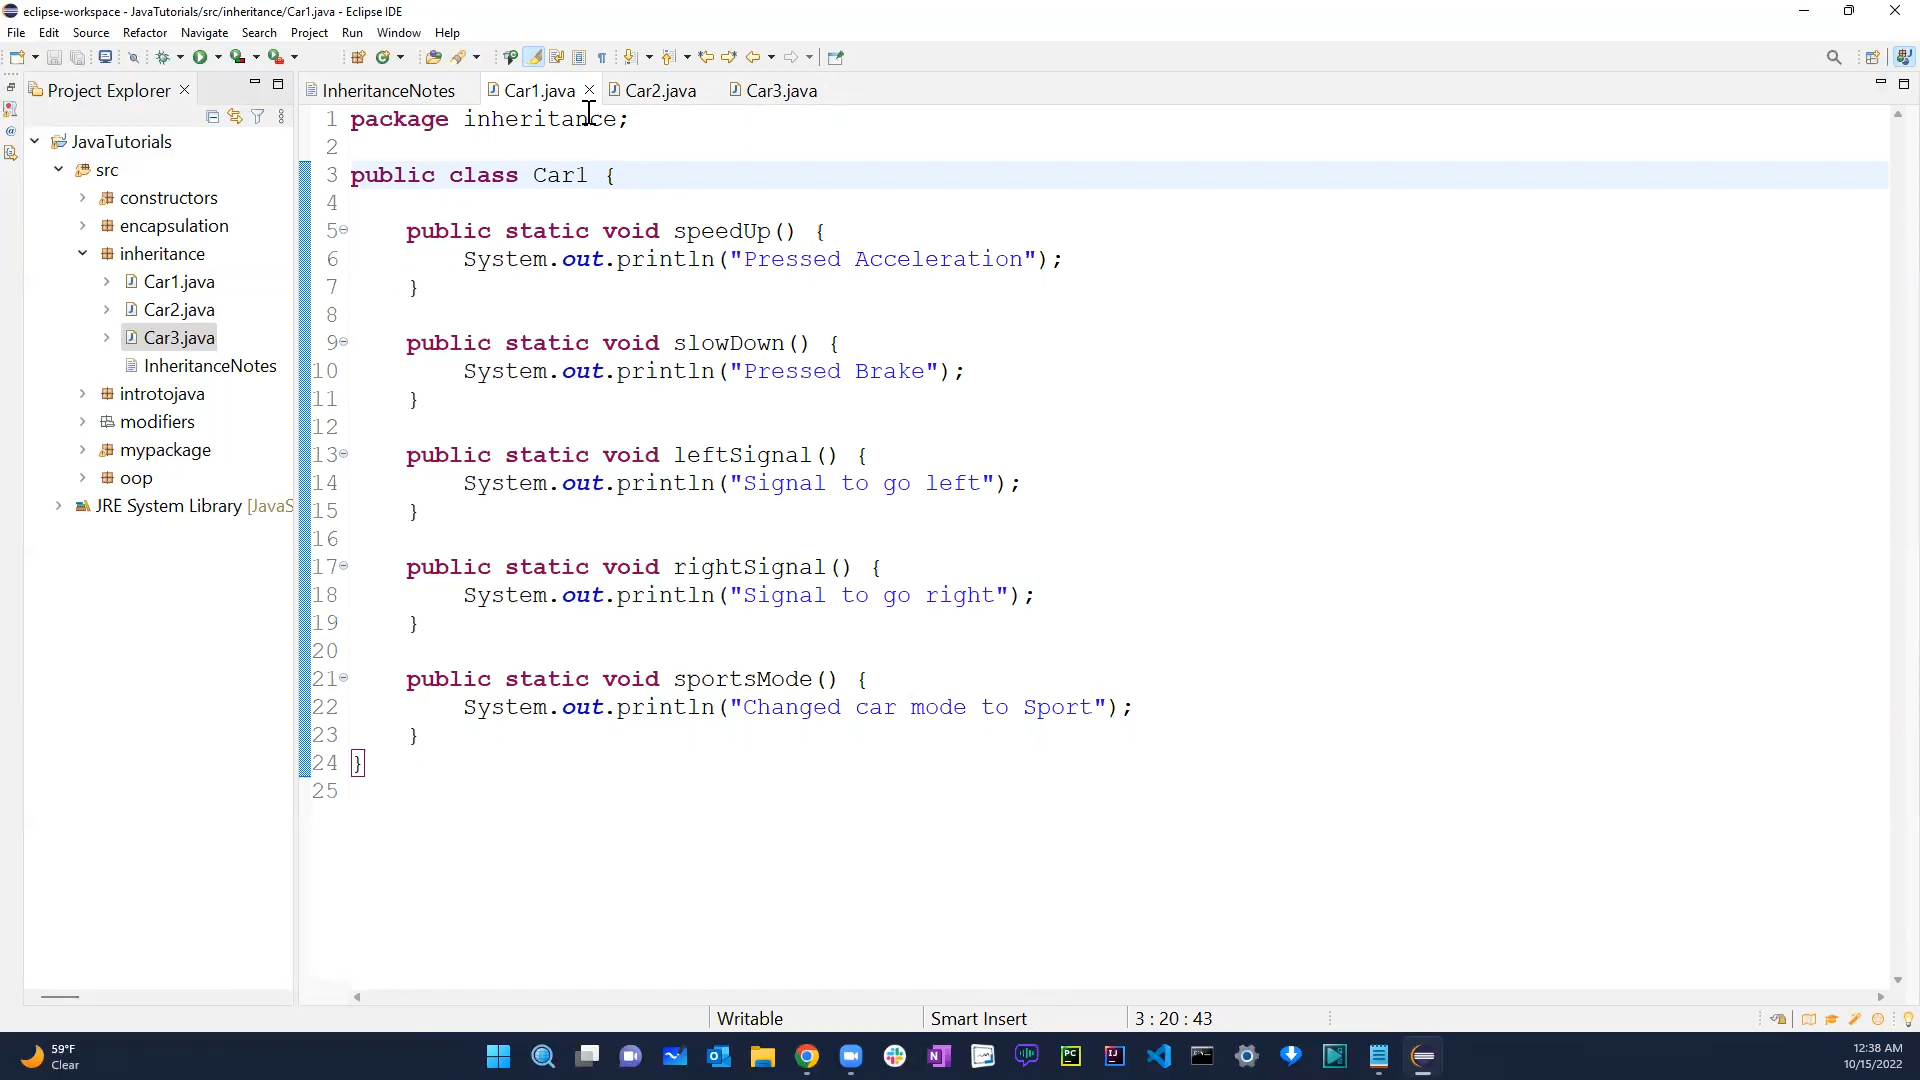 eclipse-workspace - JavaTutorials/src/inheritance/Car1.java - Eclipse IDE
File Edit Source Refactor Navigate Search Project Run Window Help
Project Explorer
InheritanceNotes Car1.java Car2.java Car3.java
JavaTutorials
src
constructors
encapsulation
inheritance
Car1.java
Car2.java
Car3.java
InheritanceNotes
introtojava
modifiers
mypackage
oop
JRE System Library [JavaS
1 package inheritance;
2
3 public class Car1 {
4
5 public static void speedUp() {
6 System.out.println("Pressed Acceleration");
7 }
8
9 public static void slowDown() {
10 System.out.println("Pressed Brake");
11 }
12
13 public static void leftSignal() {
14 System.out.println("Signal to go left");
15 }
16
17 public static void rightSignal() {
18 System.out.println("Signal to go right");
19 }
20
21 public static void sportsMode() {
22 System.out.println("Changed car mode to Sport");
23 }
24 }
25
Writable Smart Insert 3 : 20 : 43
59°F
Clear
12:38 AM
10/15/2022